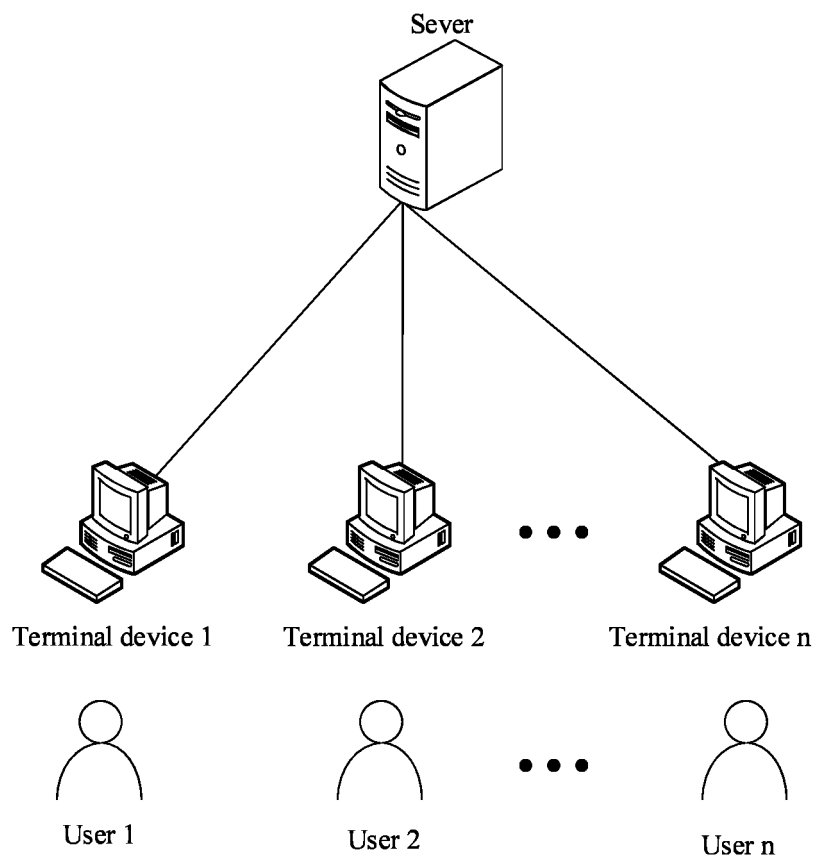 Sever
Terminal device 1
Terminal device 2
Terminal device n
User 1
User 2
User n